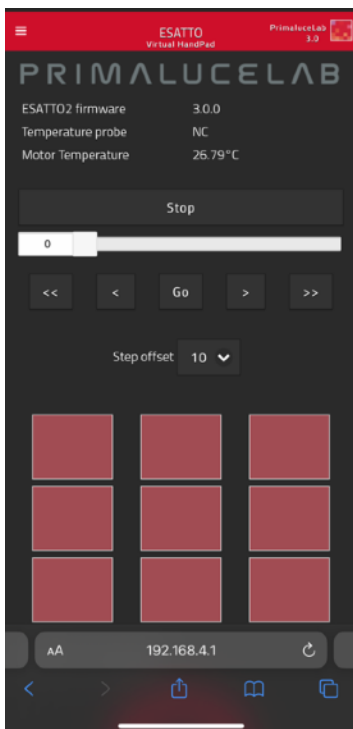 ESATTO
Virtual HandPad
PrimaluceLab
3.0
PRIMALUCELAB
ESATTO2 firmware 3.0.0
Temperature probe NC
Motor Temperature 26.79°C
Stop
0
<< < Go > >>
Step offset 10
AA 192.168.4.1